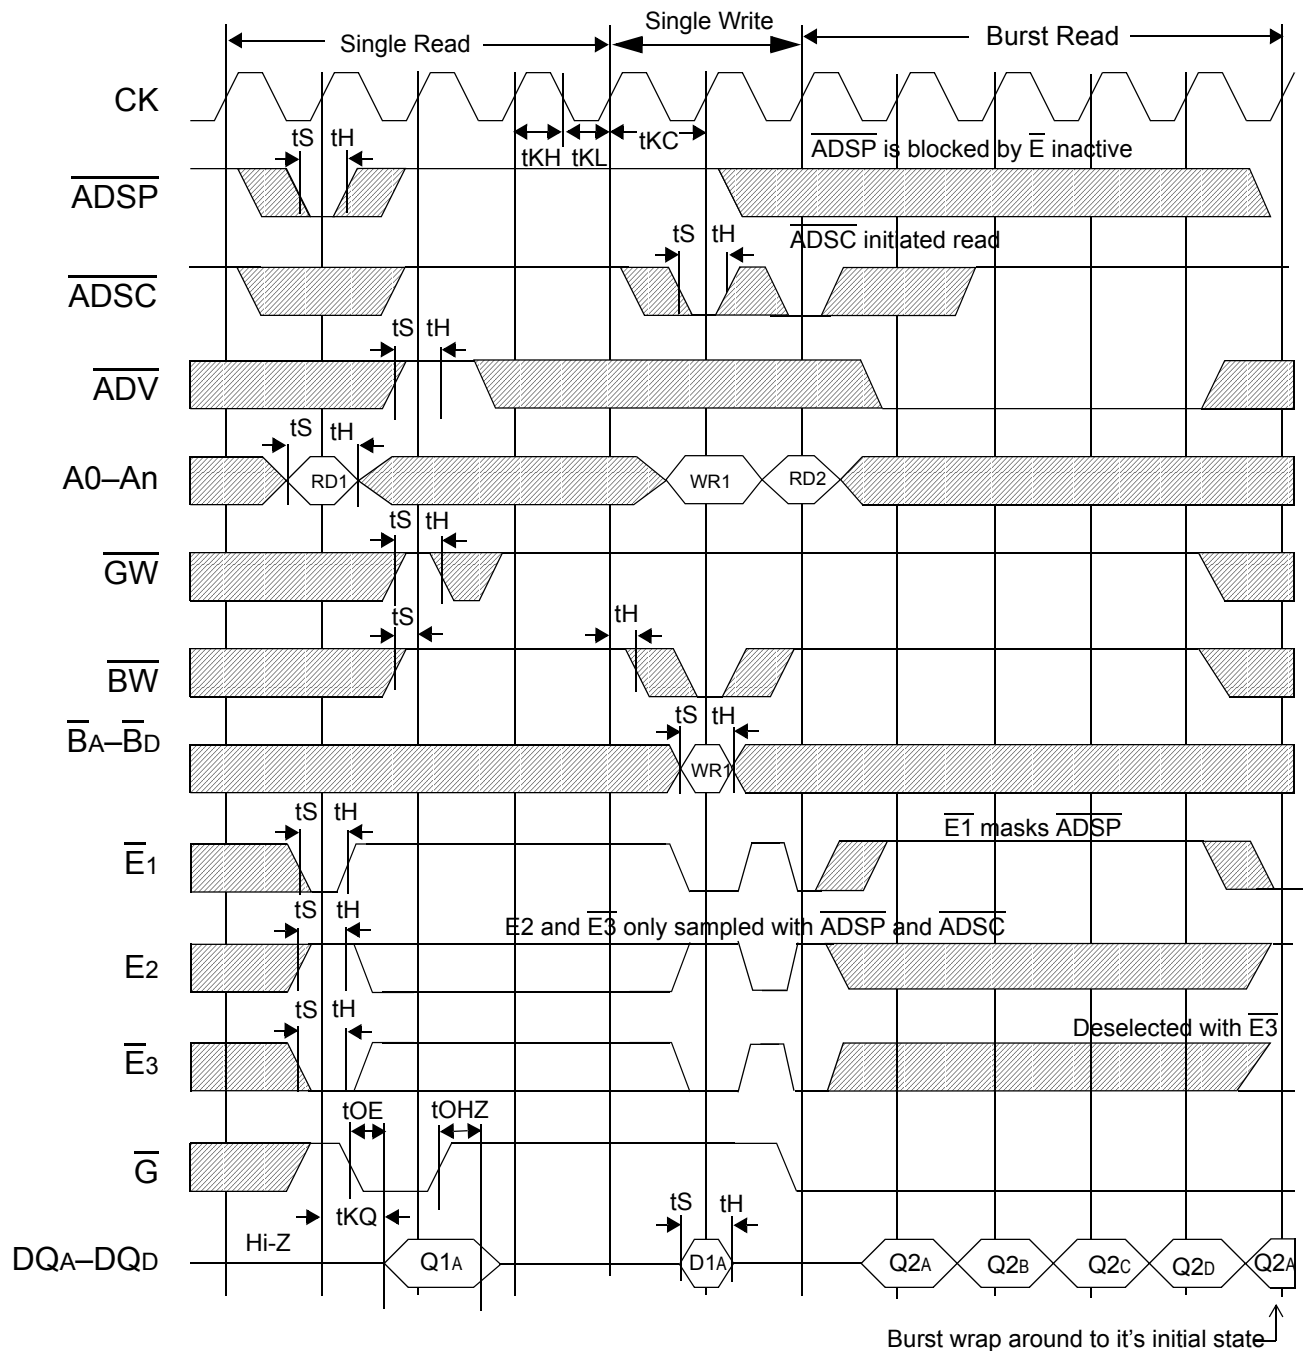 Single Read
Single Write
Burst Read
CK
tS tH
tKH tKL tKC
ADSP is blocked by E inactive
ADSP
tS tH
ADSC initiated read
ADSC
tS tH
ADV
tS tH
A0–An
RD1
WR1
RD2
tS tH
GW
tS
tH
BW
tS tH
BA–BD
WR1
tS tH
E1 masks ADSP
E1
tS tH
E2 and E3 only sampled with ADSP and ADSC
E2
tS tH
Deselected with E3
E3
tOE
tOHZ
G
tKQ
tS tH
Hi-Z
DQA–DQD
Q1A
D1A
Q2A
Q2B
Q2C
Q2D
Q2A
Burst wrap around to it's initial state